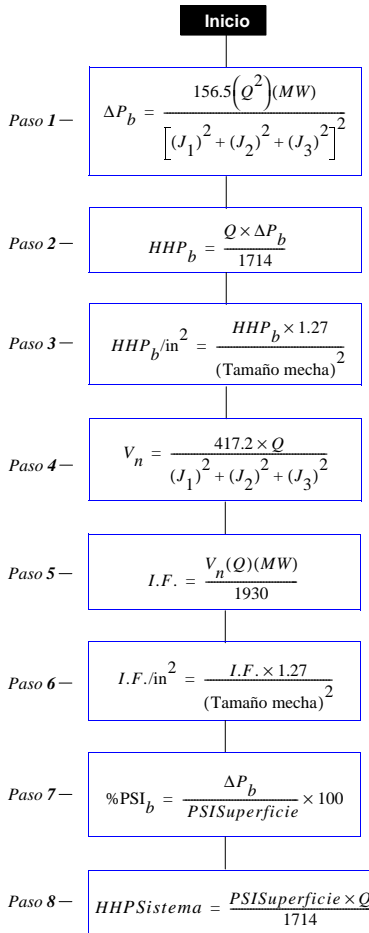 Inicio
Paso 1— ΔP_b = 156.5(Q^2)(MW) / [(J_1)^2 + (J_2)^2 + (J_3)^2]^2
Paso 2— HHP_b = Q × ΔP_b / 1714
Paso 3— HHP_b/in^2 = HHP_b × 1.27 / (Tamaño mecha)^2
Paso 4— V_n = 417.2 × Q / (J_1)^2 + (J_2)^2 + (J_3)^2
Paso 5— I.F. = V_n(Q)(MW) / 1930
Paso 6— I.F./in^2 = I.F. × 1.27 / (Tamaño mecha)^2
Paso 7— %PSI_b = ΔP_b / PSISuperficie × 100
Paso 8— HHPSistema = PSISuperficie × Q / 1714